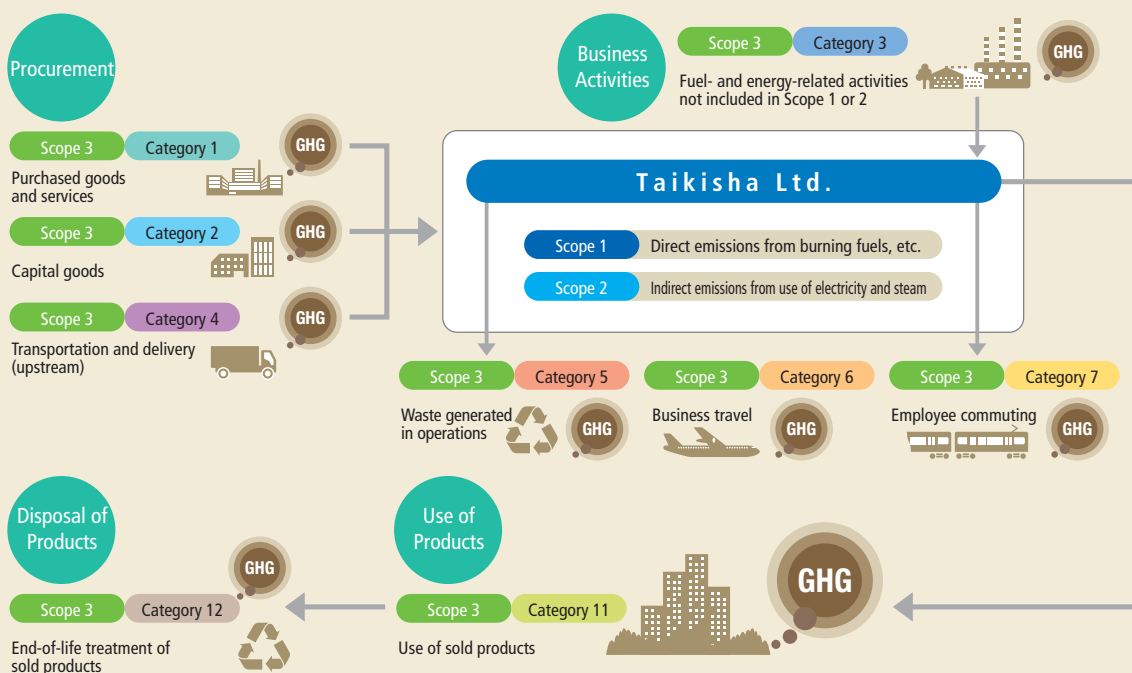 Procurement
Scope 3 Category 1
GHG
Purchased goods
and services
Scope 3 Category 2
GHG
Capital goods
Scope 3 Category 4
GHG
Transportation and delivery
(upstream)
Business
Activities
Scope 3 Category 3
GHG
Fuel- and energy-related activities
not included in Scope 1 or 2
Taikisha Ltd.
Scope 1 Direct emissions from burning fuels, etc.
Scope 2 Indirect emissions from use of electricity and steam
Scope 3 Category 5
Waste generated
in operations
GHG
Scope 3 Category 6
Business travel
GHG
Scope 3 Category 7
Employee commuting
GHG
Disposal of
Products
GHG
Scope 3 Category 12
End-of-life treatment of
sold products
Use of
Products
GHG
Scope 3 Category 11
Use of sold products